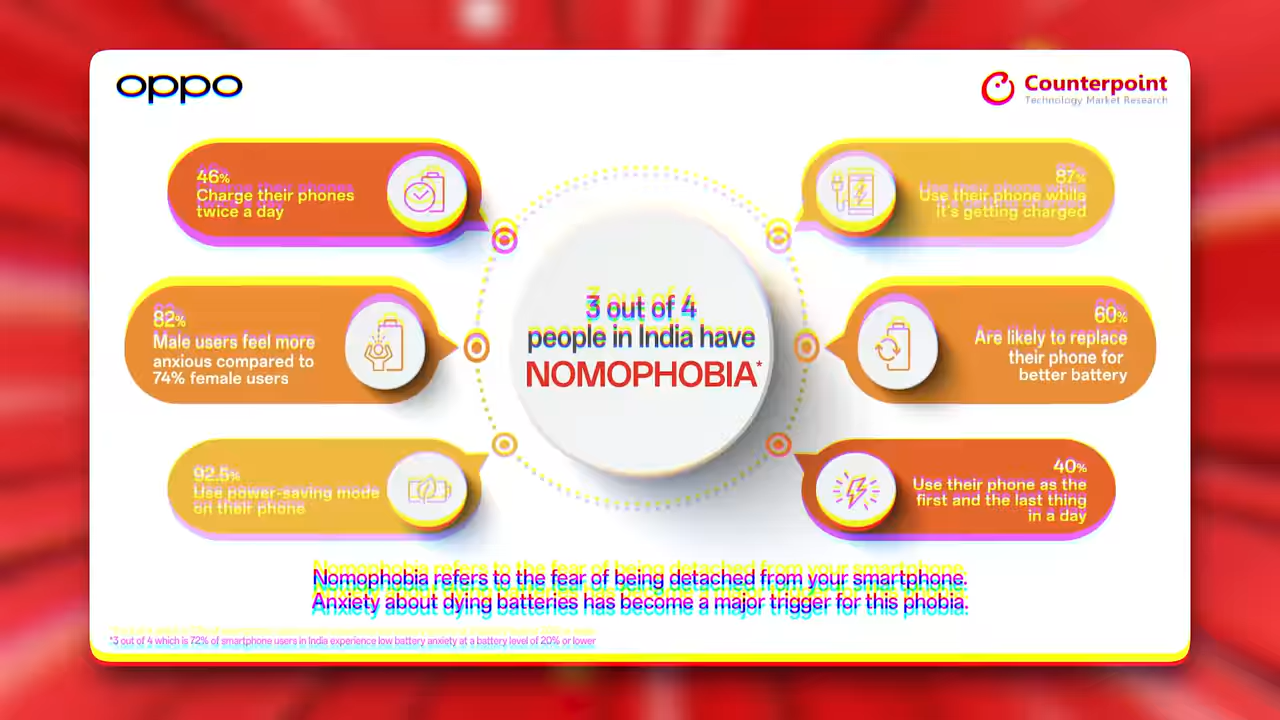 oppo
Counterpoint
Technology Market Research
46%
Charge their phones
twice a day
87%
Use their phone while
it's getting charged
82%
Male users feel more
anxious compared to
74% female users
3 out of 4
people in India have
NOMOPHOBIA*
60%
Are likely to replace
their phone for
better battery
92.5%
Use power-saving mode
on their phone
40%
Use their phone as the
first and the last thing
in a day
Nomophobia refers to the fear of being detached from your smartphone.
Anxiety about dying batteries has become a major trigger for this phobia.
*3 out of 4 which is 72% of smartphone users in India experience low battery anxiety at a battery level of 20% or lower